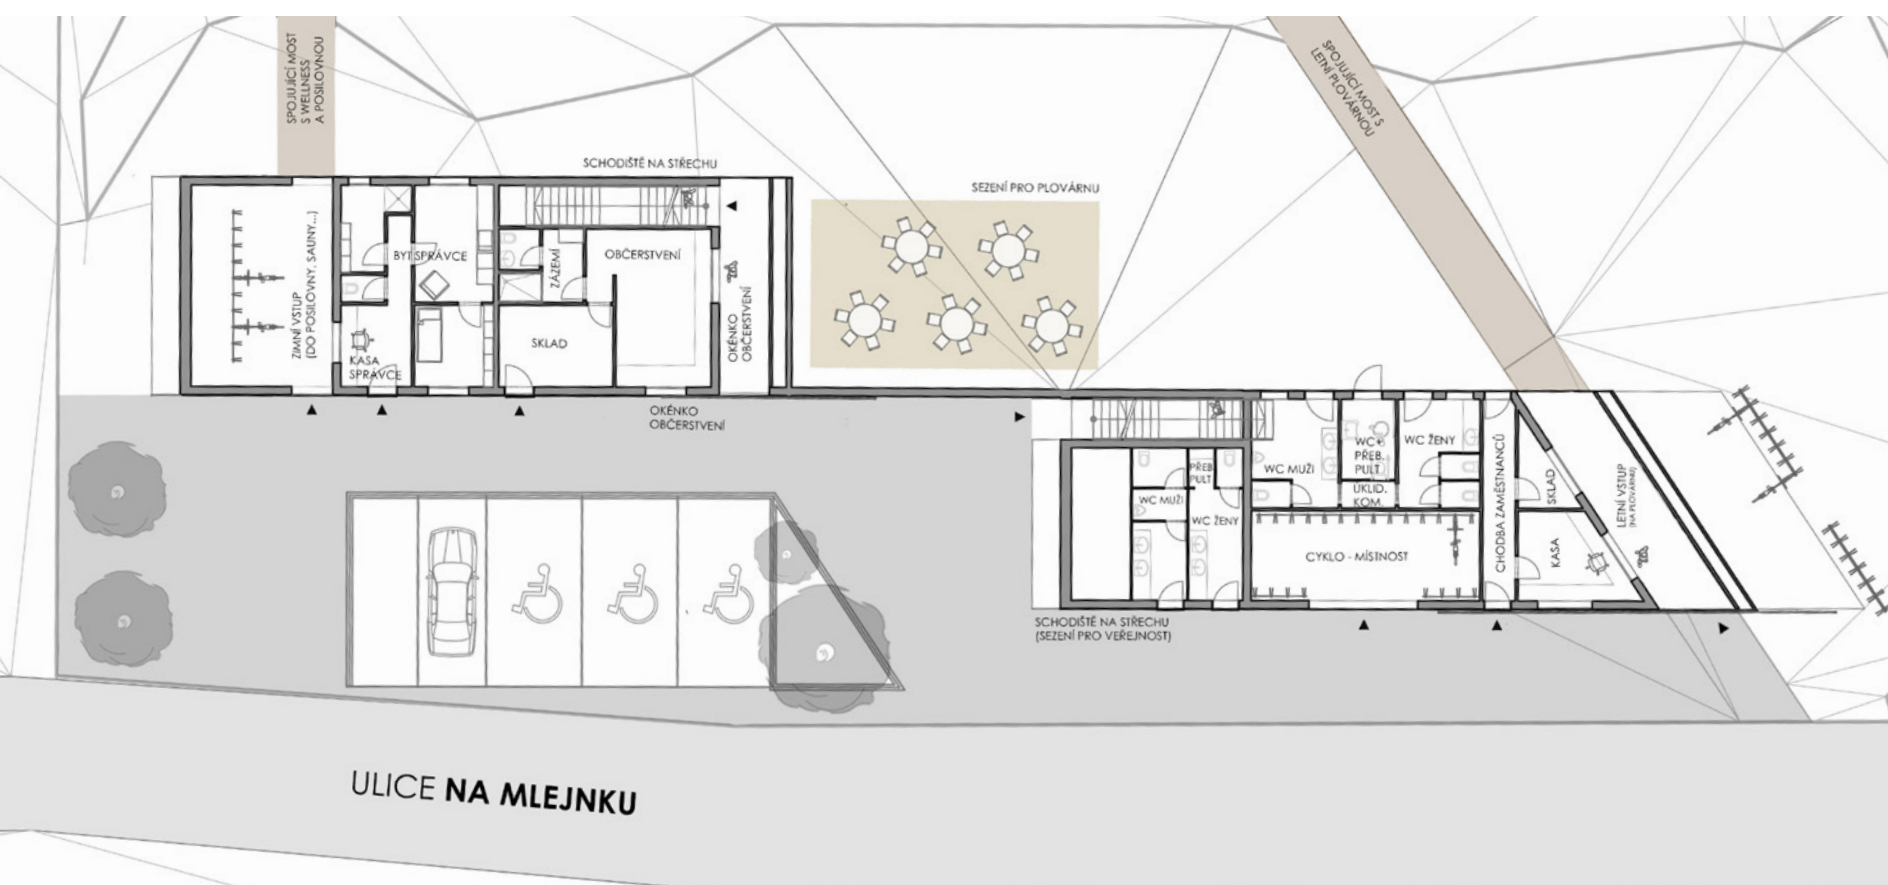 SPOJUJÍCÍ MOST
S WELLNESS
A POSILOVNOU
SPOJUJÍCÍ MOST S
LETNÍ PLOVÁRNOU
SCHODIŠTĚ NA STŘECHU
SEZENÍ PRO PLOVÁRNU
ZIMNÍ VSTUP
(DO POSILOVNY, SAUNY,...)
BYT SPRÁVCE
KASA
SPRÁVCE
ZÁZEMÍ
OBČERSTVENÍ
SKLAD
OKÉNKO
OBČERSTVENÍ
OKÉNKO
OBČERSTVENÍ
WC MUŽI
PŘEB.
PULT
WC ŽENY
WC MUŽI
WC+
PŘEB.
PULT
ÚKLID.
KOM.
WC ŽENY
CYKLO - MÍSTNOST
CHODBA ZAMĚSTNANCŮ
SKLAD
KASA
LETNÍ VSTUP
(NA PLOVÁRNU)
SCHODIŠTĚ NA STŘECHU
(SEZENÍ PRO VEŘEJNOST)
ULICE NA MLEJNKU